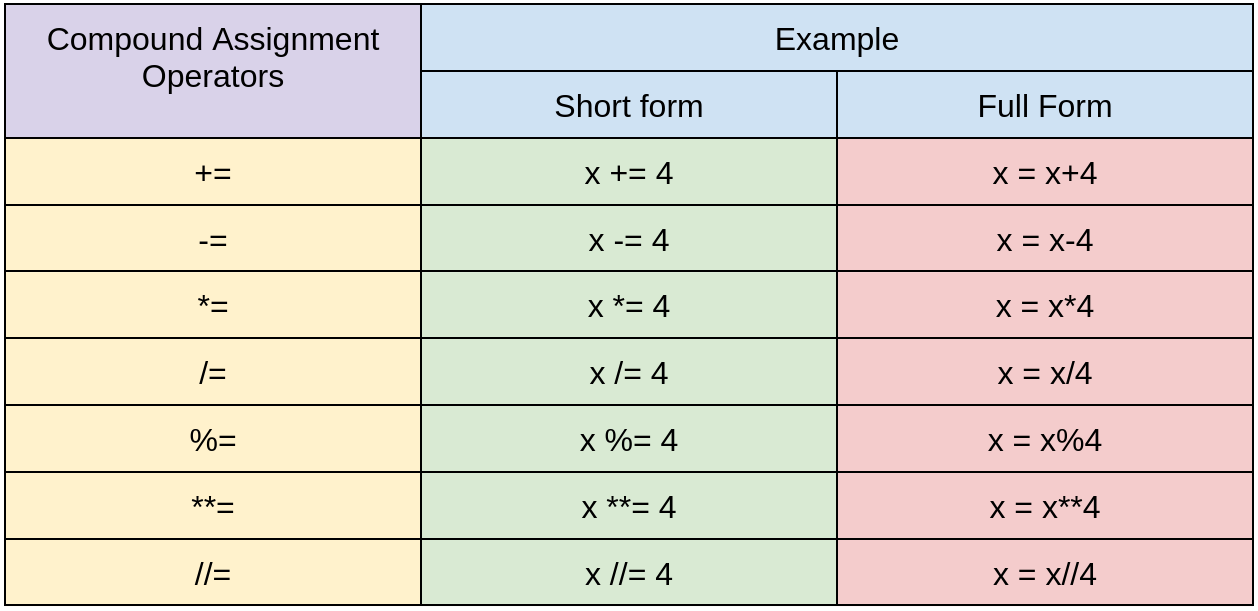 Compound Assignment
Operators
Example
Short form
Full Form
+=
x += 4
x = x+4
-=
x -= 4
x = x-4
*=
x *= 4
x = x*4
/=
x /= 4
x = x/4
%=
x %= 4
x = x%4
**=
x **= 4
x = x**4
//=
x //= 4
x = x//4